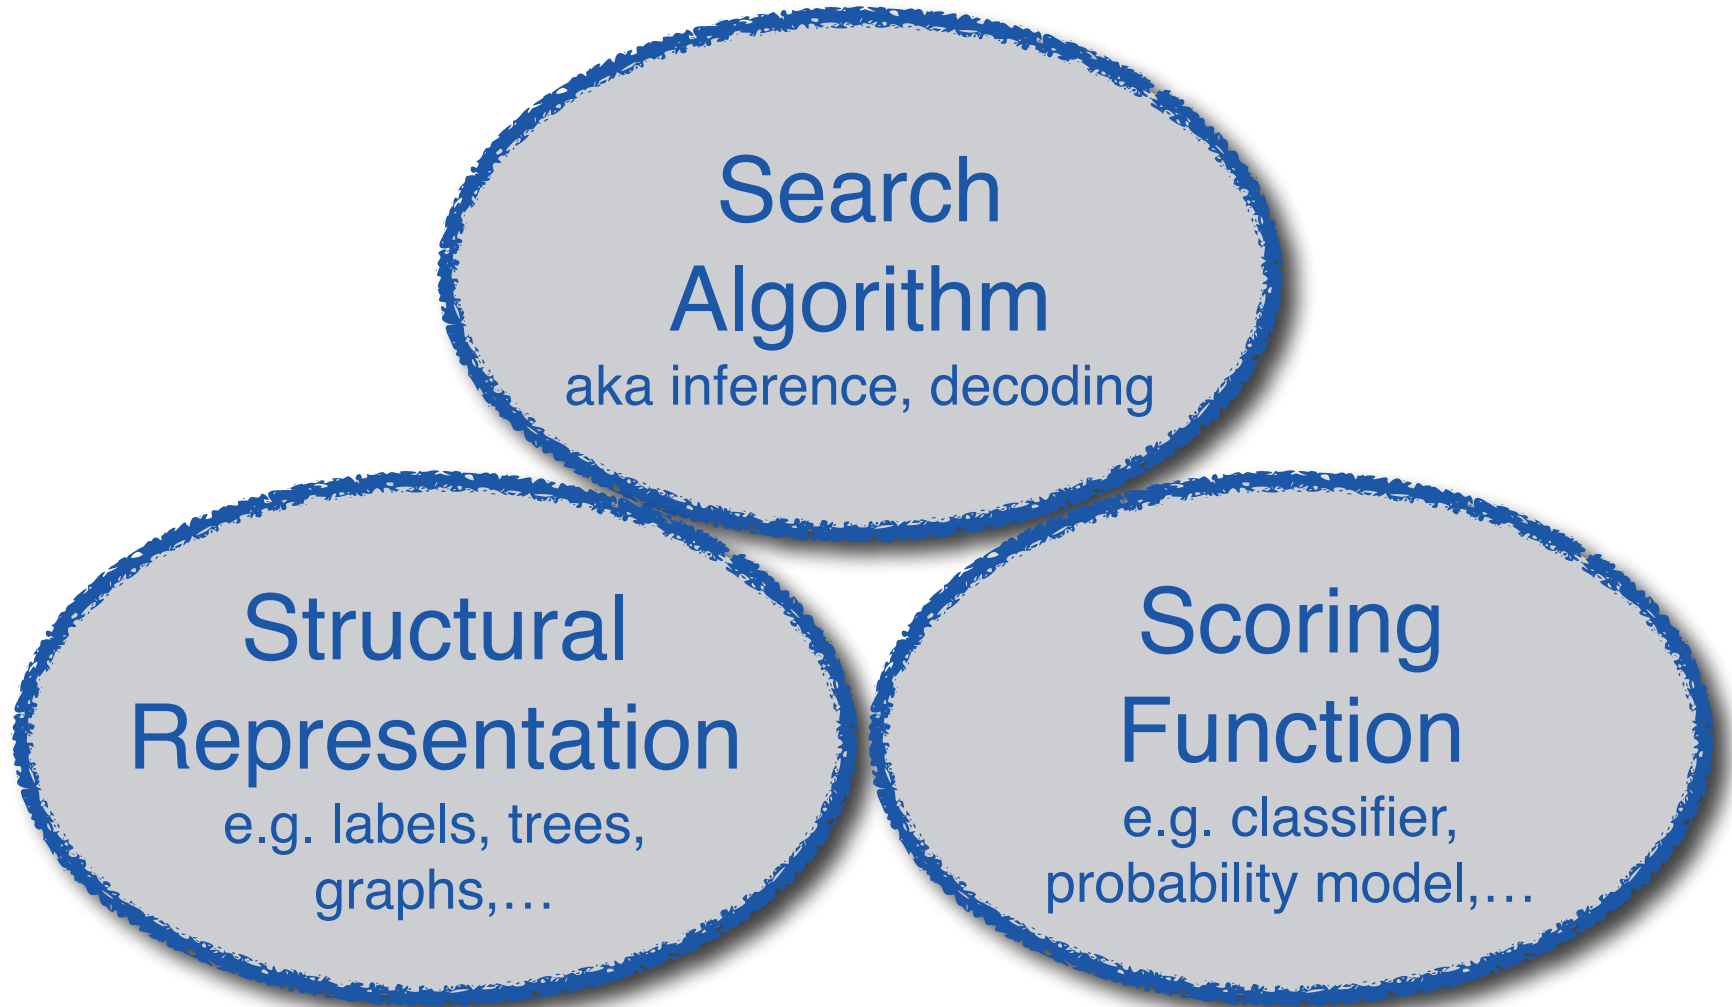 Search
Algorithm
aka inference, decoding
Structural
Representation
e.g. labels, trees,
graphs,…
Scoring
Function
e.g. classifier,
probability model,…